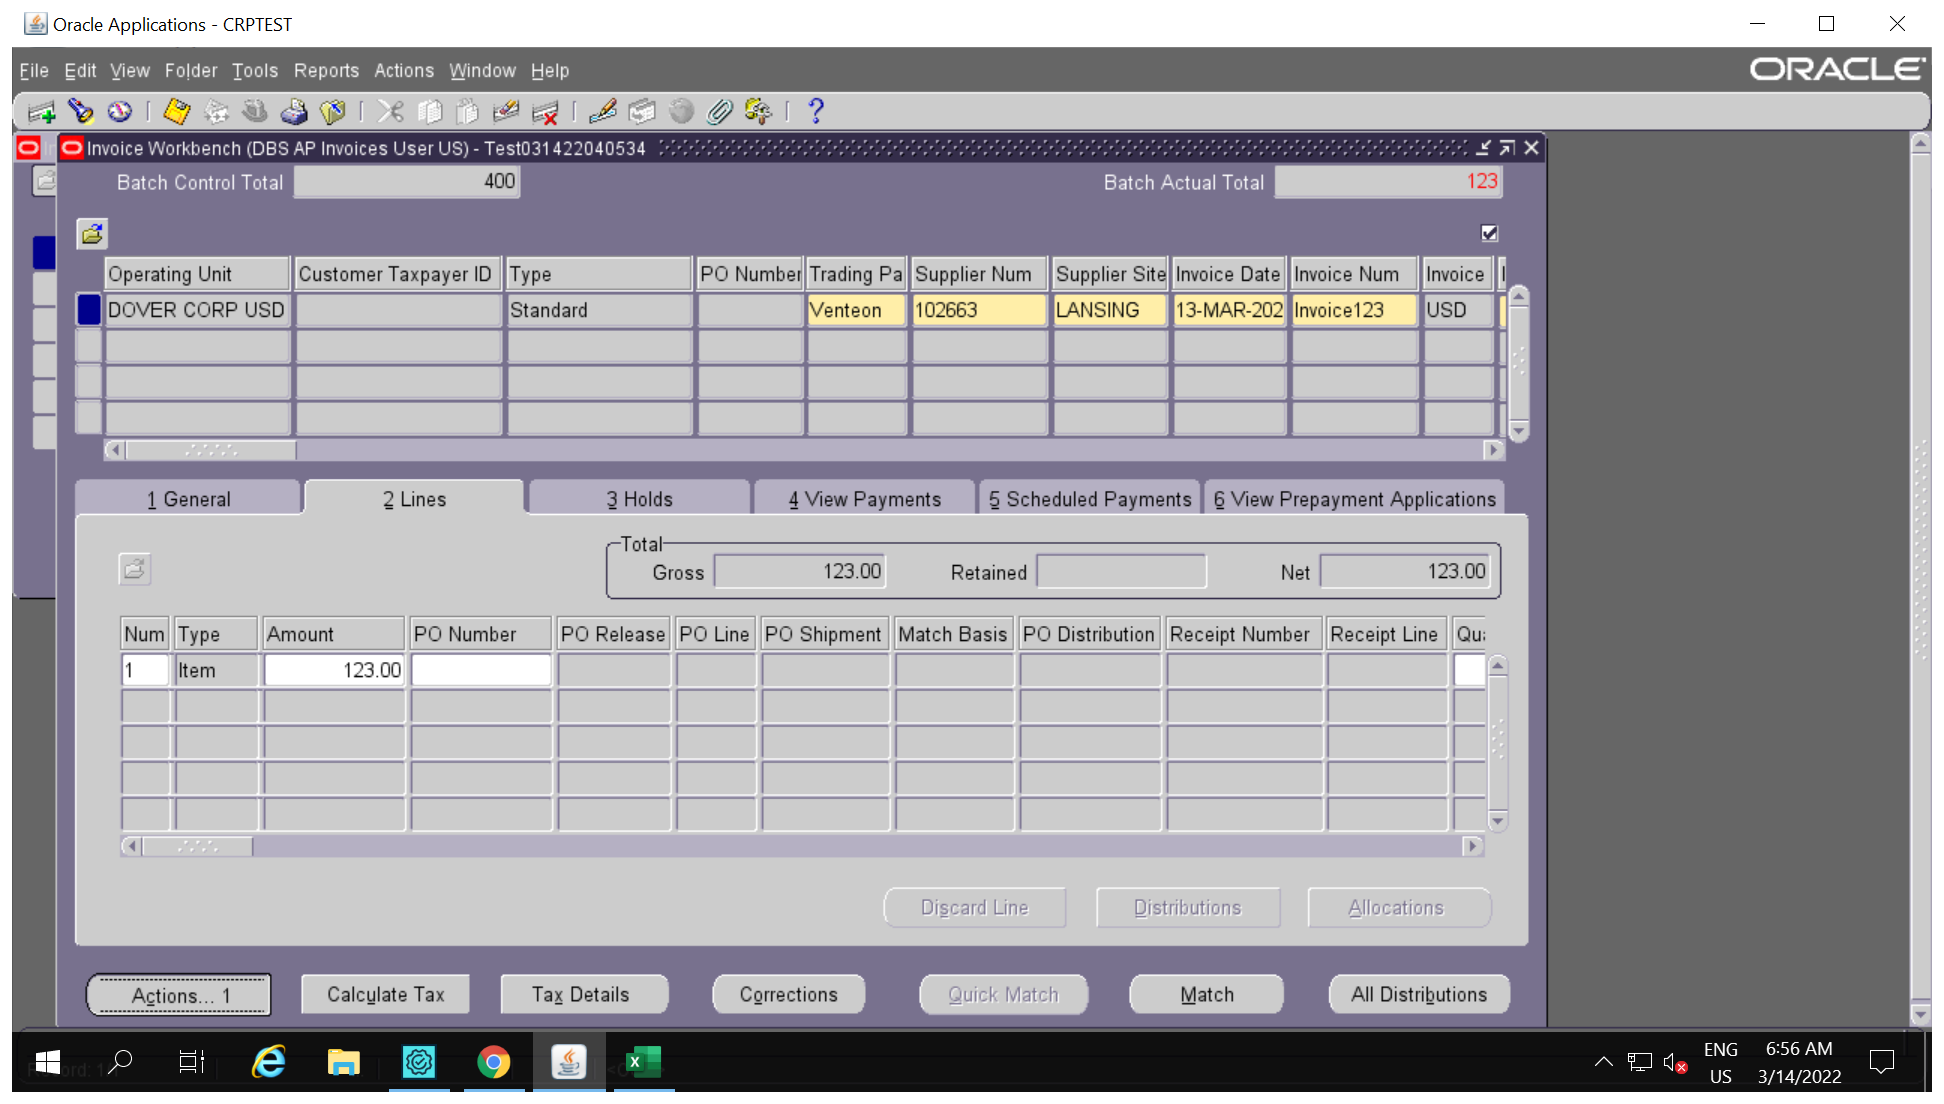 Oracle Applications - CRPTEST
File Edit View Folder Tools Reports Actions Window Help
ORACLE
Invoice Workbench (DBS AP Invoices User US) - Test031422040534
Batch Control Total 400 Batch Actual Total 123
Operating Unit Customer Taxpayer ID Type PO Number Trading Pa Supplier Num Supplier Site Invoice Date Invoice Num Invoice
DOVER CORP USD Standard Venteon 102663 LANSING 13-MAR-202 Invoice123 USD
1 General 2 Lines 3 Holds 4 View Payments 5 Scheduled Payments 6 View Prepayment Applications
Total
Gross 123.00 Retained Net 123.00
Num Type Amount PO Number PO Release PO Line PO Shipment Match Basis PO Distribution Receipt Number Receipt Line Qua
1 Item 123.00
Discard Line Distributions Allocations
Actions... 1 Calculate Tax Tax Details Corrections Quick Match Match All Distributions
ENG 6:56 AM
US 3/14/2022